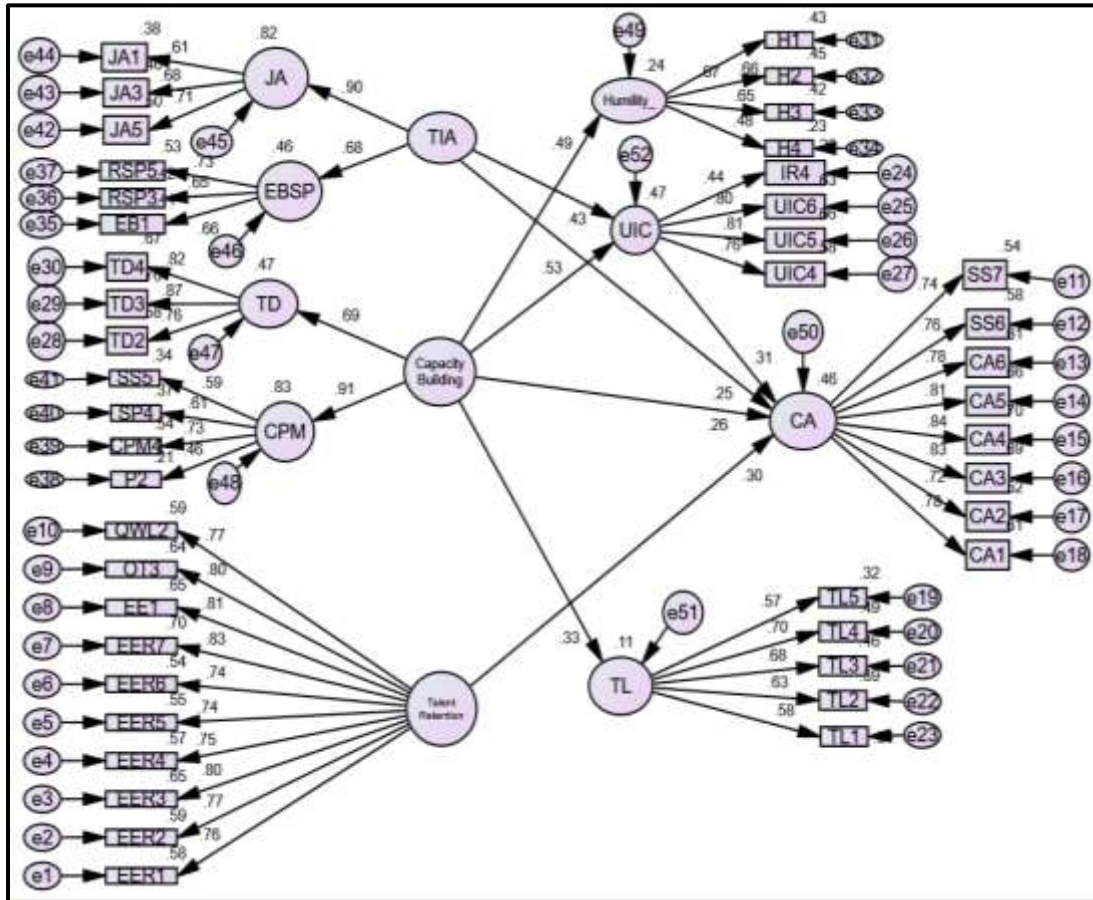 .38
e44 JA1 .61 .82
e43 JA3 .68 JA
e42 JA5 .71 .90
e45
.53
e37 RSP5 .73 .46
e36 RSP3 .65 EBSP .68 TIA
e35 EB1
.67 .66 e46
e30 TD4 .82 .47
e29 TD3 .87 TD
e28 TD2 .76 .69
.34 e47
e41 SS5 .59 .83
e40 SP4 .61 CPM .91
e39 CPM4 .73
e38 P2 .46
.21 e48
Capacity
Building
.59
e10 QWL2 .77
.64
e9 OT3 .80
.65
e8 EE1 .81
.70
e7 EER7 .83
.54
e6 EER6 .74
.55
e5 EER5 .74
.57
e4 EER4 .75
.65
e3 EER3 .80
.77
e2 EER2
.59 .76
e1 EER1
.58
Talent
Retention
e49 .43
.24 H1 e31
Humility_ .67 .45
.66 H2 e32
.65 .42
H3 e33
.49 .48 .23
H4 e34
e52
.47 .44 IR4 e24
UIC .80 UIC6 e25
.43 .81 UIC5 e26
.53 .76 UIC4 e27
.54
.74 SS7 e11
.58
e50 .76 SS6 e12
.31 .78 CA6 e13
.46 .81 CA5 e14
.25 CA .84 CA4 e15
.26 .83 CA3 e16
.30 .72 CA2 e17
.78 CA1 e18
.32
e51 .57 TL5 e19
.33 .11 .70 TL4 e20
TL .68 TL3 e21
.63 TL2 e22
.58 TL1 e23